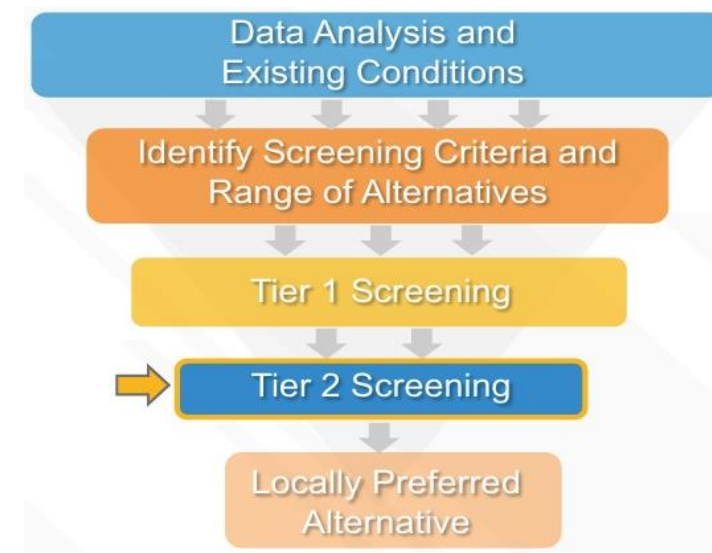 Data Analysis and
Existing Conditions
Identify Screening Criteria and
Range of Alternatives
Tier 1 Screening
Tier 2 Screening
Locally Preferred
Alternative